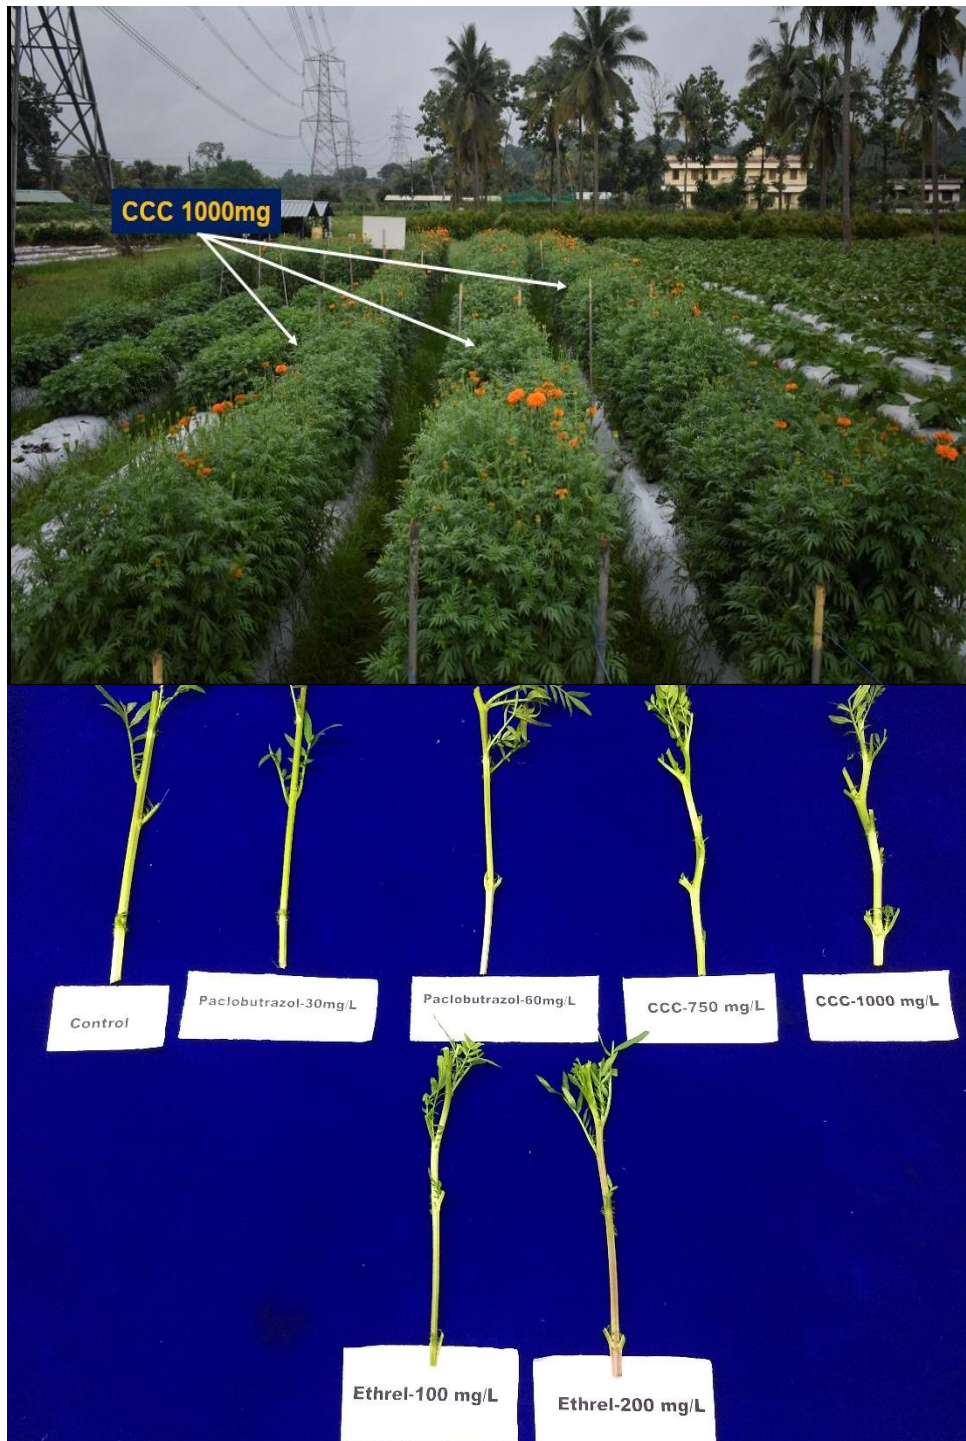 CCC 1000mg
Control
Paclobutrazol-30mg/L
Paclobutrazol-60mg/L
CCC-750 mg/L
CCC-1000 mg/L
Ethrel-100 mg/L
Ethrel-200 mg/L